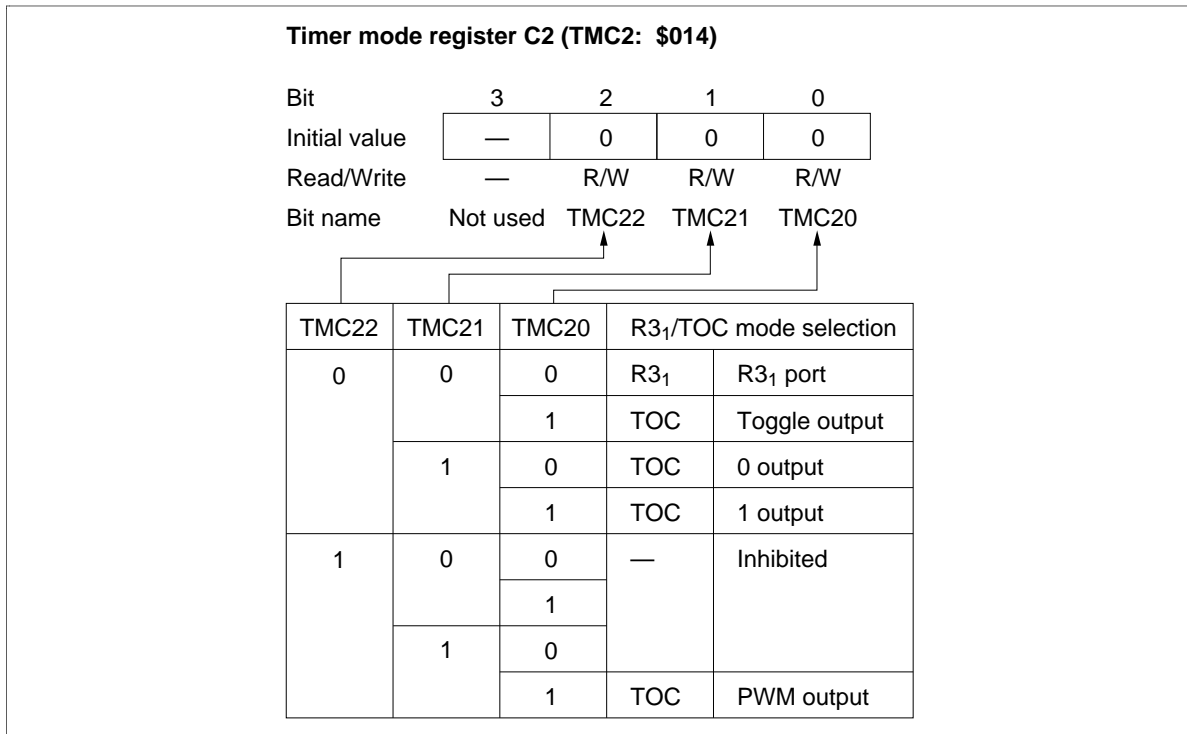 Timer mode register C2 (TMC2: $014)
Bit 3 2 1 0
Initial value — 0 0 0
Read/Write — R/W R/W R/W
Bit name Not used TMC22 TMC21 TMC20
TMC22 TMC21 TMC20 R3₁/TOC mode selection
0 0 0 R3₁ R3₁ port
1 TOC Toggle output
1 0 TOC 0 output
1 TOC 1 output
1 0 0 — Inhibited
1
1 0
1 TOC PWM output